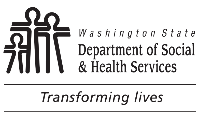 Washington State
Department of Social
& Health Services
Transforming lives